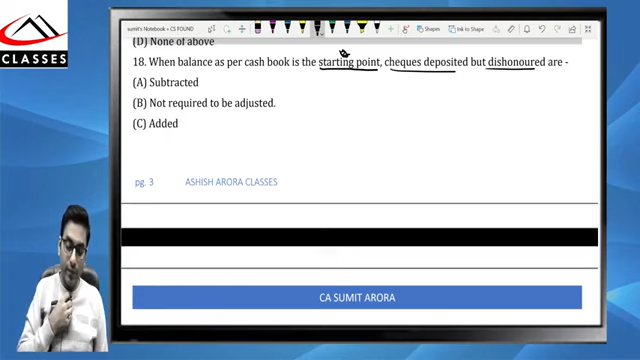 sumit's Notebook » CS FOUND
Shapes
Ink to Shape
CLASSES
(D) None of above
18. When balance as per cash book is the starting point, cheques deposited but dishonoured are -
(A) Subtracted
(B) Not required to be adjusted.
(C) Added
pg. 3 ASHISH ARORA CLASSES
CA SUMIT ARORA